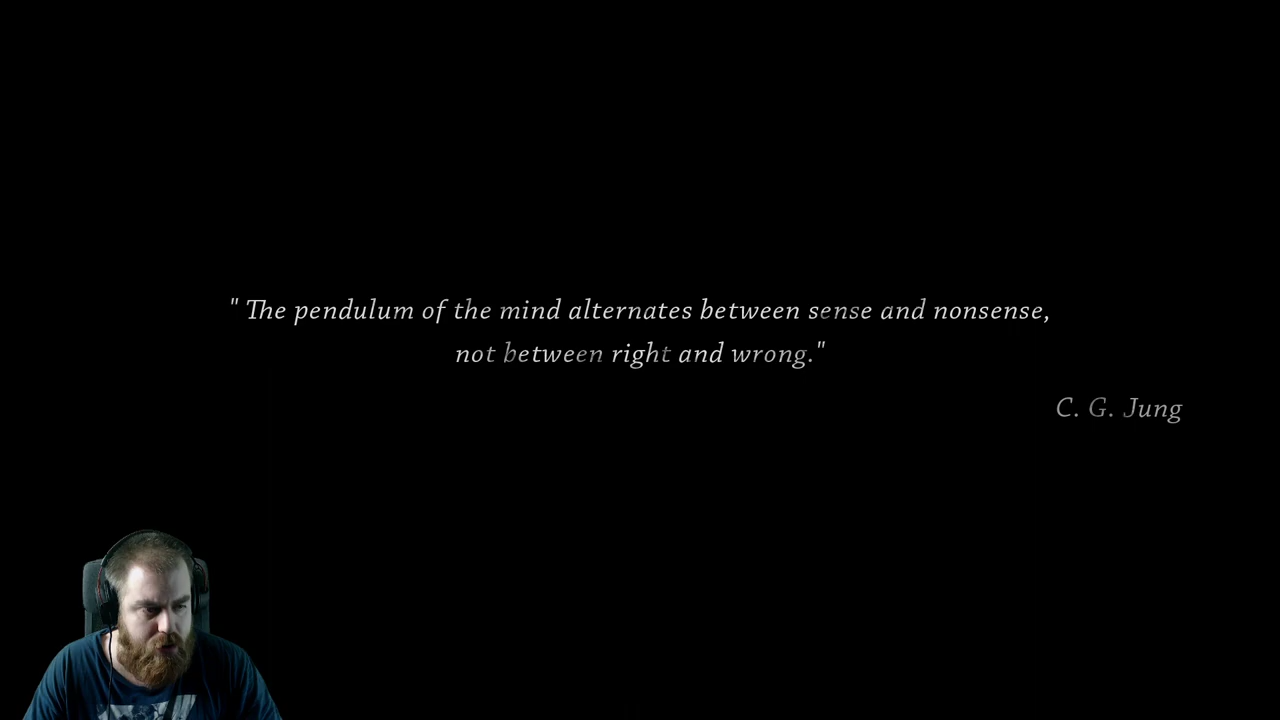 " The pendulum of the mind alternates between sense and nonsense,
not between right and wrong."
C. G. Jung